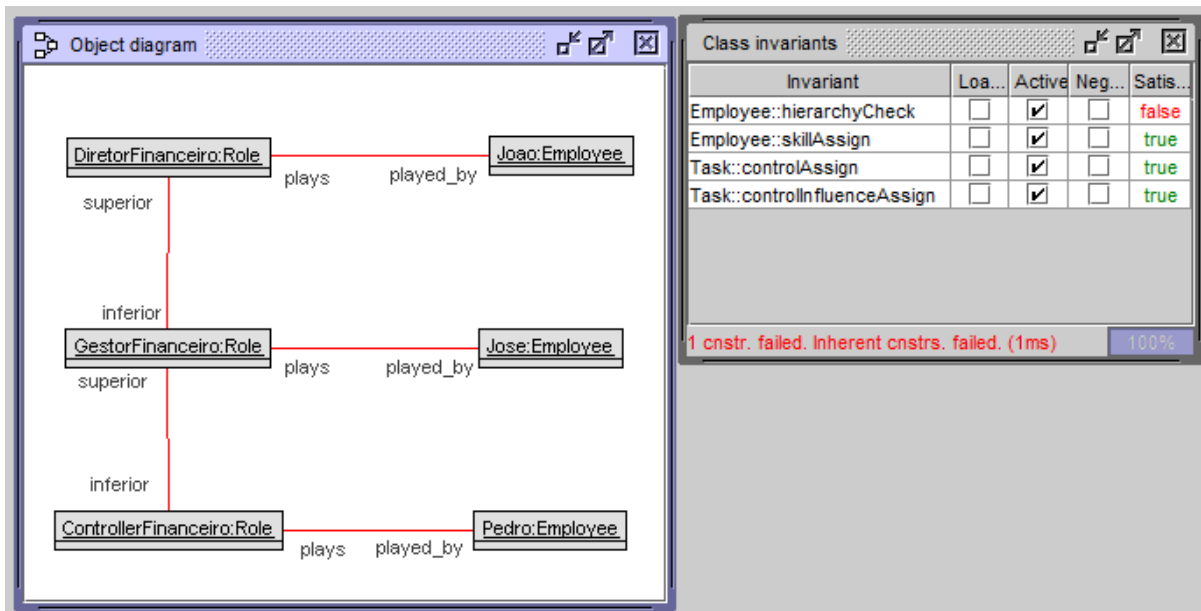 Object diagram
DiretorFinanceiro:Role
Joao:Employee
plays
played_by
superior
inferior
GestorFinanceiro:Role
Jose:Employee
plays
played_by
superior
inferior
ControllerFinanceiro:Role
Pedro:Employee
plays
played_by
Class invariants
Invariant Loa... Active Neg... Satis...
Employee::hierarchyCheck false
Employee::skillAssign true
Task::controlAssign true
Task::controlInfluenceAssign true
1 cnstr. failed. Inherent cnstrs. failed. (1ms) 100%